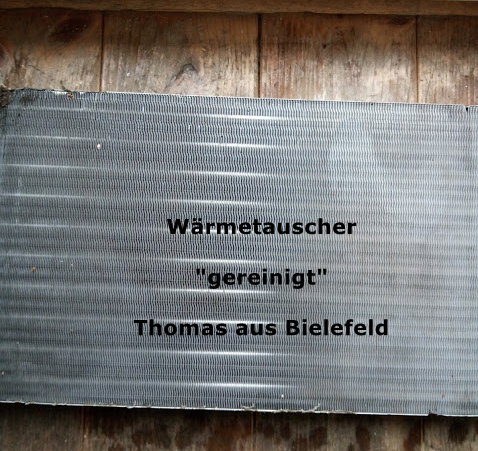 Wärmetauscher
"gereinigt"
Thomas aus Bielefeld